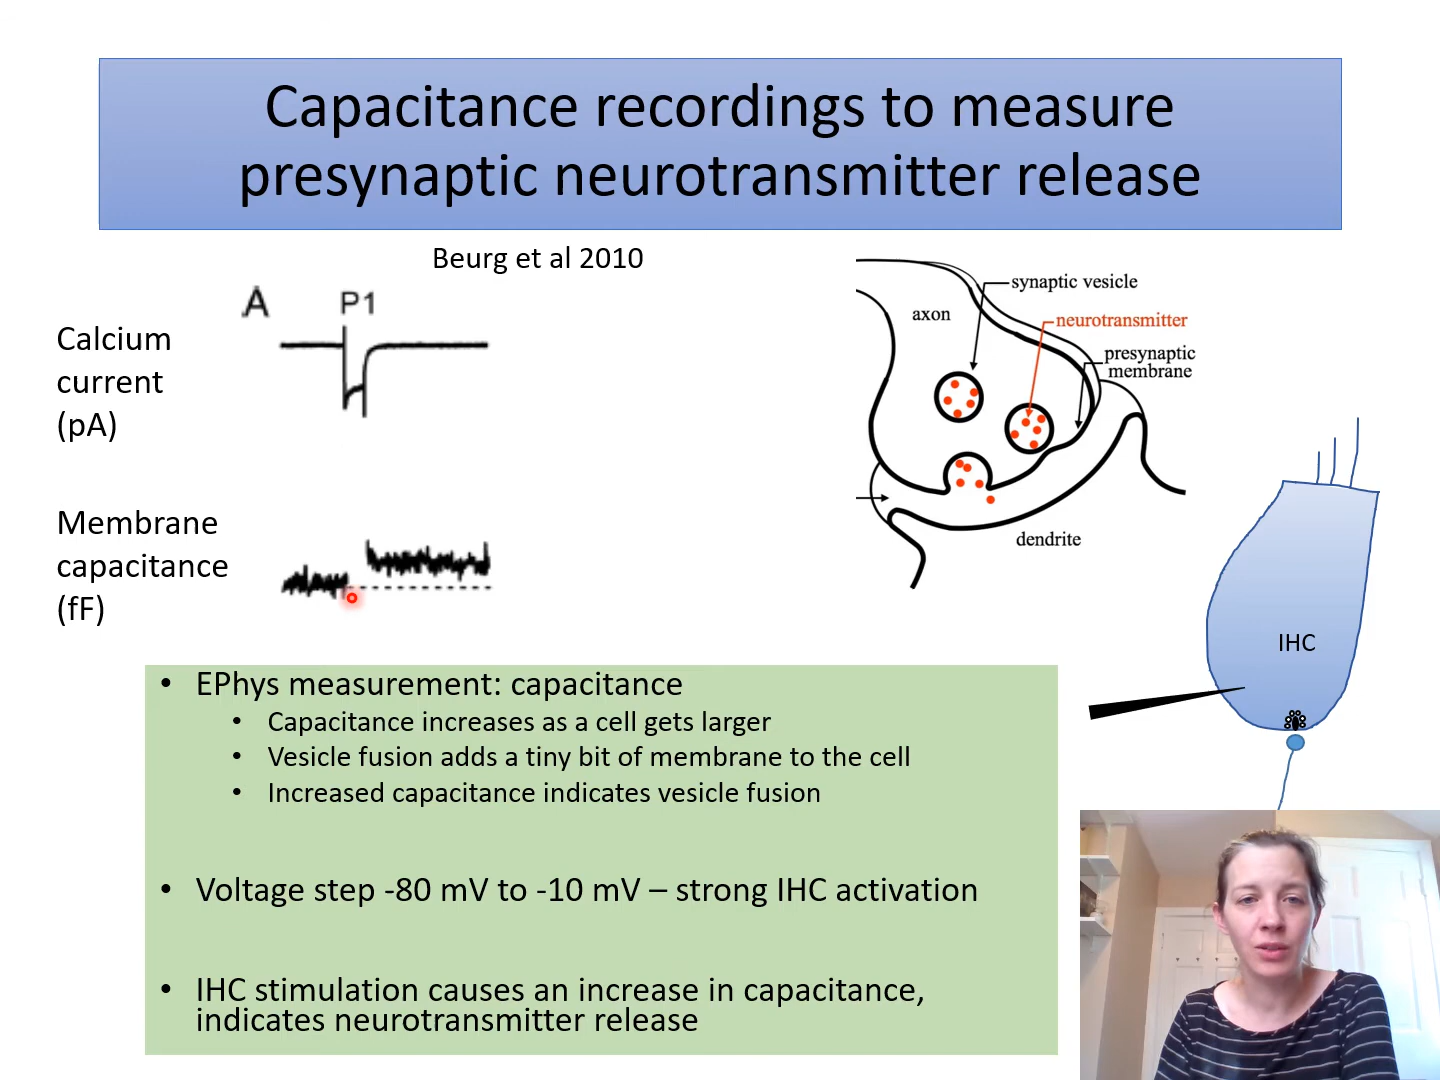 Capacitance recordings to measure
presynaptic neurotransmitter release
Beurg et al 2010
A
P1
Calcium
current
(pA)
Membrane
capacitance
(fF)
synaptic vesicle
axon
neurotransmitter
presynaptic
membrane
dendrite
IHC
• EPhys measurement: capacitance
• Capacitance increases as a cell gets larger
• Vesicle fusion adds a tiny bit of membrane to the cell
• Increased capacitance indicates vesicle fusion
• Voltage step -80 mV to -10 mV – strong IHC activation
• IHC stimulation causes an increase in capacitance,
indicates neurotransmitter release